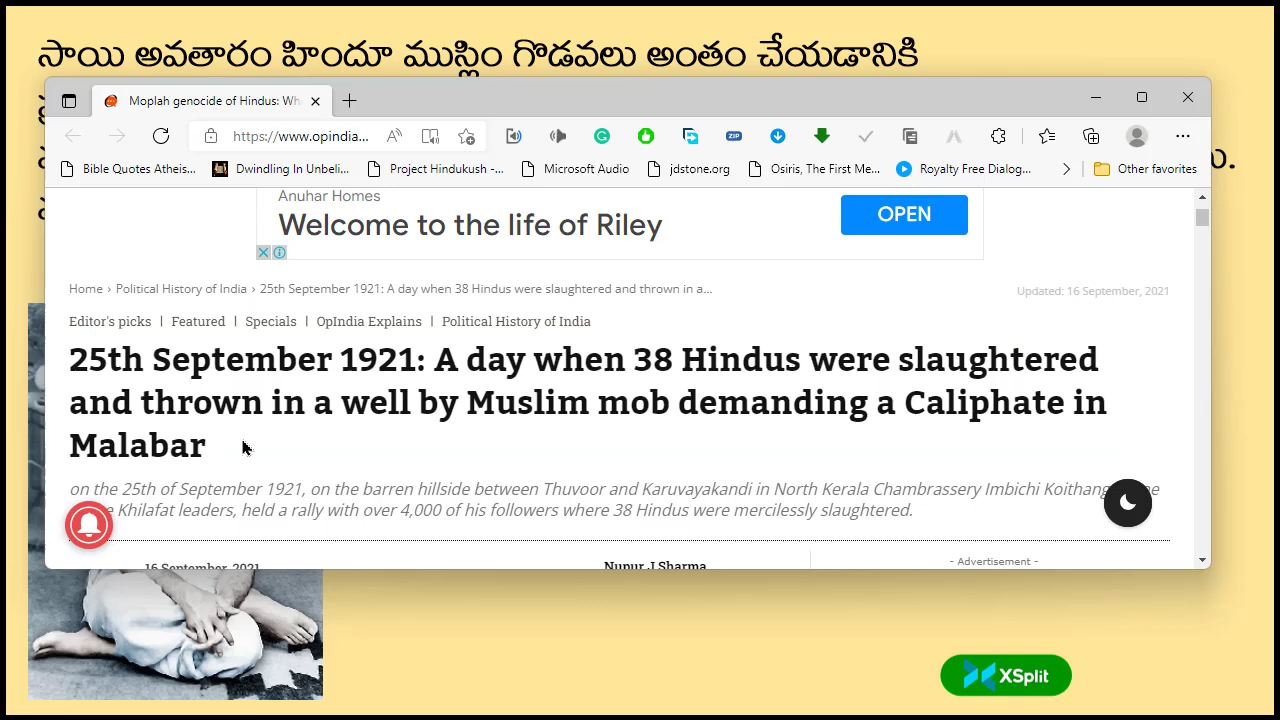 సాయి అవతారం హిందూ ముస్లిం గొడవలు అంతం చేయడానికి
Moplah genocide of Hindus: Wh
https://www.opindia...
ZIP
Bible Quotes Atheis...
Dwindling In Unbeli...
Project Hindukush -...
Microsoft Audio
jdstone.org
Osiris, The First Me...
Royalty Free Dialog...
Other favorites
Anuhar Homes
Welcome to the life of Riley
OPEN
Home › Political History of India › 25th September 1921: A day when 38 Hindus were slaughtered and thrown in a...
Updated: 16 September, 2021
Editor's picks | Featured | Specials | OpIndia Explains | Political History of India
25th September 1921: A day when 38 Hindus were slaughtered
and thrown in a well by Muslim mob demanding a Caliphate in
Malabar
on the 25th of September 1921, on the barren hillside between Thuvoor and Karuvayakandi in North Kerala Chambrassery Imbichi Koithang
Khilafat leaders, held a rally with over 4,000 of his followers where 38 Hindus were mercilessly slaughtered.
16 September, 2021
Nupur J Sharma
- Advertisement -
XSplit